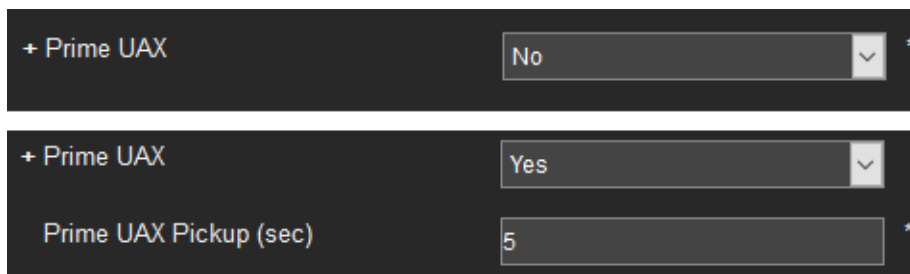 + Prime UAX No *
+ Prime UAX Yes
Prime UAX Pickup (sec) 5 *